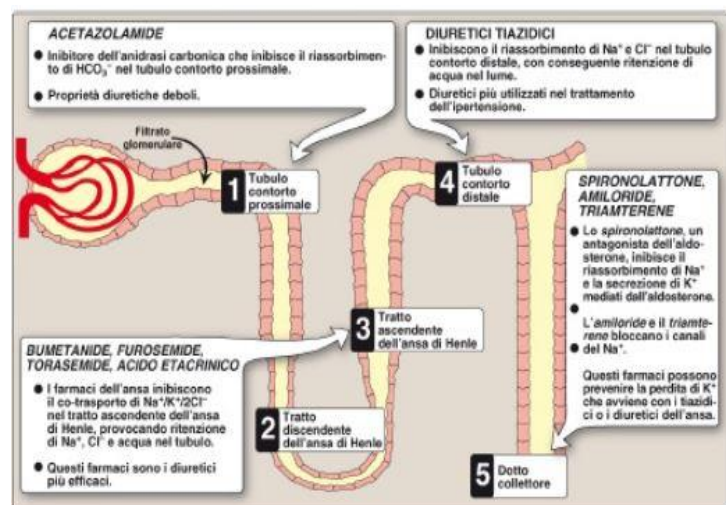 ACETAZOLAMIDE
● Inibitore dell'anidrasi carbonica che inibisce il riassorbimen-
to di HCO₃⁻ nel tubulo contorto prossimale.
● Proprietà diuretiche deboli.
DIURETICI TIAZIDICI
● Inibiscono il riassorbimento di Na⁺ e Cl⁻ nel tubulo
contorto distale, con conseguente ritenzione di
acqua nel lume.
● Diuretici più utilizzati nel trattamento
dell'ipertensione.
Filtrato
glomerulare
1 Tubulo
contorto
prossimale
4 Tubulo
contorto
distale
SPIRONOLATTONE,
AMILORIDE,
TRIAMTERENE
● Lo spironolattone, un
antagonista dell'aldo-
sterone, inibisce il
riassorbimento di Na⁺
e la secrezione di K⁺
mediati dall'aldosterone.
●
L'amiloride e il triamte-
● rene bloccano i canali
del Na⁺.
Questi farmaci possono
prevenire la perdita di K⁺
che avviene con i tiazidi-
ci o i diuretici dell'ansa.
3 Tratto
ascendente
dell'ansa di Henle
BUMETANIDE, FUROSEMIDE,
TORASEMIDE, ACIDO ETACRINICO
● I farmaci dell'ansa inibiscono
il co-trasporto di Na⁺/K⁺/2Cl⁻
nel tratto ascendente dell'ansa
di Henle, provocando ritenzione
di Na⁺, Cl⁻ e acqua nel tubulo.
● Questi farmaci sono i diuretici
più efficaci.
2 Tratto
discendente
dell'ansa di Henle
5 Dotto
collettore